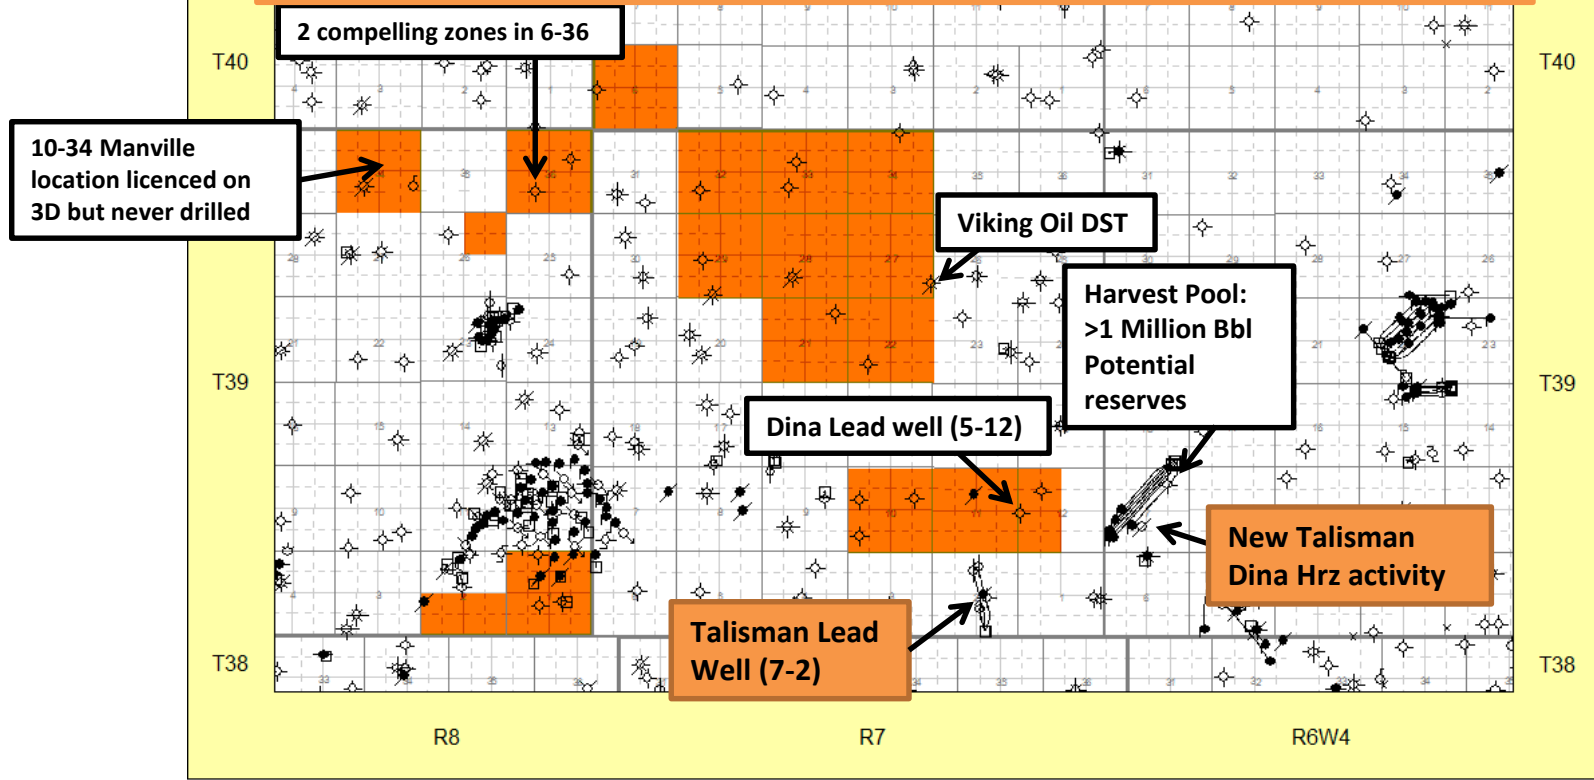 2 compelling zones in 6-36
T40
T40
10-34 Manville
location licenced on
3D but never drilled
Viking Oil DST
Harvest Pool:
>1 Million Bbl
Potential
reserves
T39
T39
Dina Lead well (5-12)
New Talisman
Dina Hrz activity
Talisman Lead
Well (7-2)
T38
T38
R8
R7
R6W4